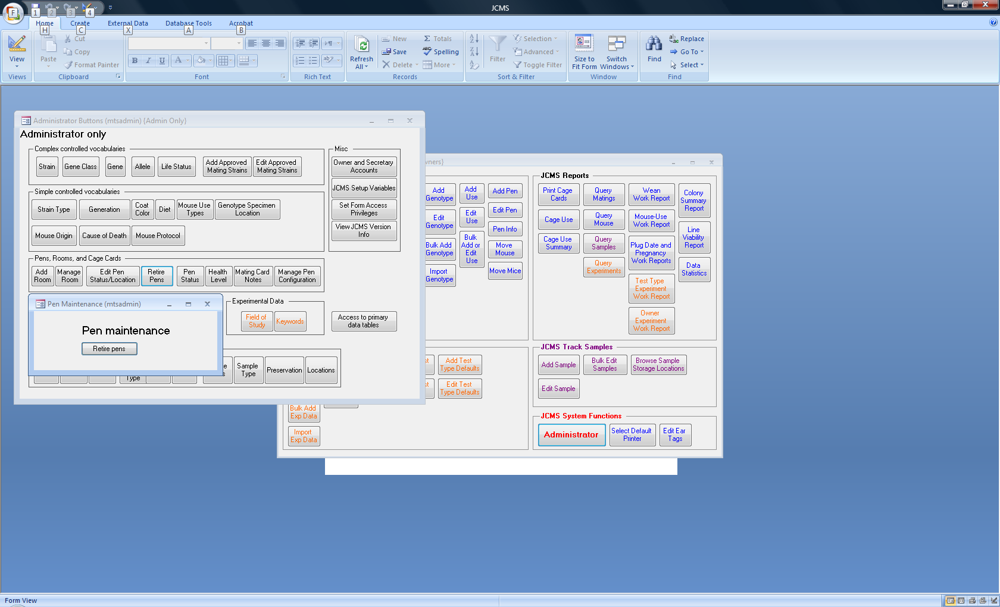 JCMS
F
1
2
3
4
Home
Create
External Data
Database Tools
Acrobat
H
C
X
A
B
View
Views
Paste
Cut
Copy
Format Painter
Clipboard
B I U
A
Font
Rich Text
Refresh
All
New
Save
Delete
Totals
Spelling
More
Records
Filter
Selection
Advanced
Toggle Filter
Sort & Filter
Size to
Fit Form
Switch
Windows
Window
Find
Replace
Go To
Select
Find
Administrator Buttons (mtsadmin) {Admin Only}
Administrator only
Complex controlled vocabularies
Strain
Gene Class
Gene
Allele
Life Status
Add Approved
Mating Strains
Edit Approved
Mating Strains
Misc
Owner and Secretary
Accounts
JCMS Setup Variables
Set Form Access
Privileges
View JCMS Version
Info
Simple controlled vocabularies
Strain Type
Generation
Coat
Color
Diet
Mouse Use
Types
Genotype Specimen
Location
Mouse Origin
Cause of Death
Mouse Protocol
Pens, Rooms, and Cage Cards
Add
Room
Manage
Room
Edit Pen
Status/Location
Retire
Pens
Pen
Status
Health
Level
Mating Card
Notes
Manage Pen
Configuration
Pen Maintenance (mtsadmin)
Pen maintenance
Retire pens
Experimental Data
Field of
Study
Keywords
Access to primary
data tables
Type
e
s
Sample
Type
Preservation
Locations
wners}
Add
Genotype
Edit
Genotype
Bulk Add
Genotype
Import
Genotype
Add
Use
Edit
Use
Bulk
Add or
Edit
Use
Add Pen
Edit Pen
Pen Info
Move
Mouse
Move Mice
JCMS Reports
Print Cage
Cards
Cage Use
Cage Use
Summary
Query
Matings
Query
Mouse
Query
Samples
Query
Experiments
Wean
Work Report
Mouse-Use
Work Report
Plug Date and
Pregnancy
Work Reports
Test Type
Experiment
Work Report
Owner
Experiment
Work Report
Colony
Summary
Report
Line
Viability
Report
Data
Statistics
st
Add Test
Type Defaults
st
Edit Test
Type Defaults
Bulk Add
Exp Data
Import
Exp Data
JCMS Track Samples
Add Sample
Bulk Edit
Samples
Browse Sample
Storage Locations
Edit Sample
JCMS System Functions
Administrator
Select Default
Printer
Edit Ear
Tags
Form View